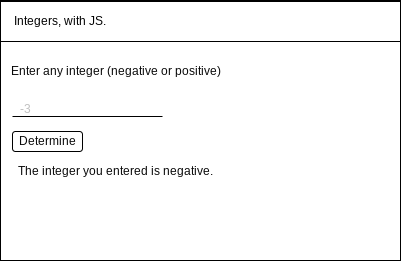 Integers, with JS.
Enter any integer (negative or positive)
-3
Determine
The integer you entered is negative.